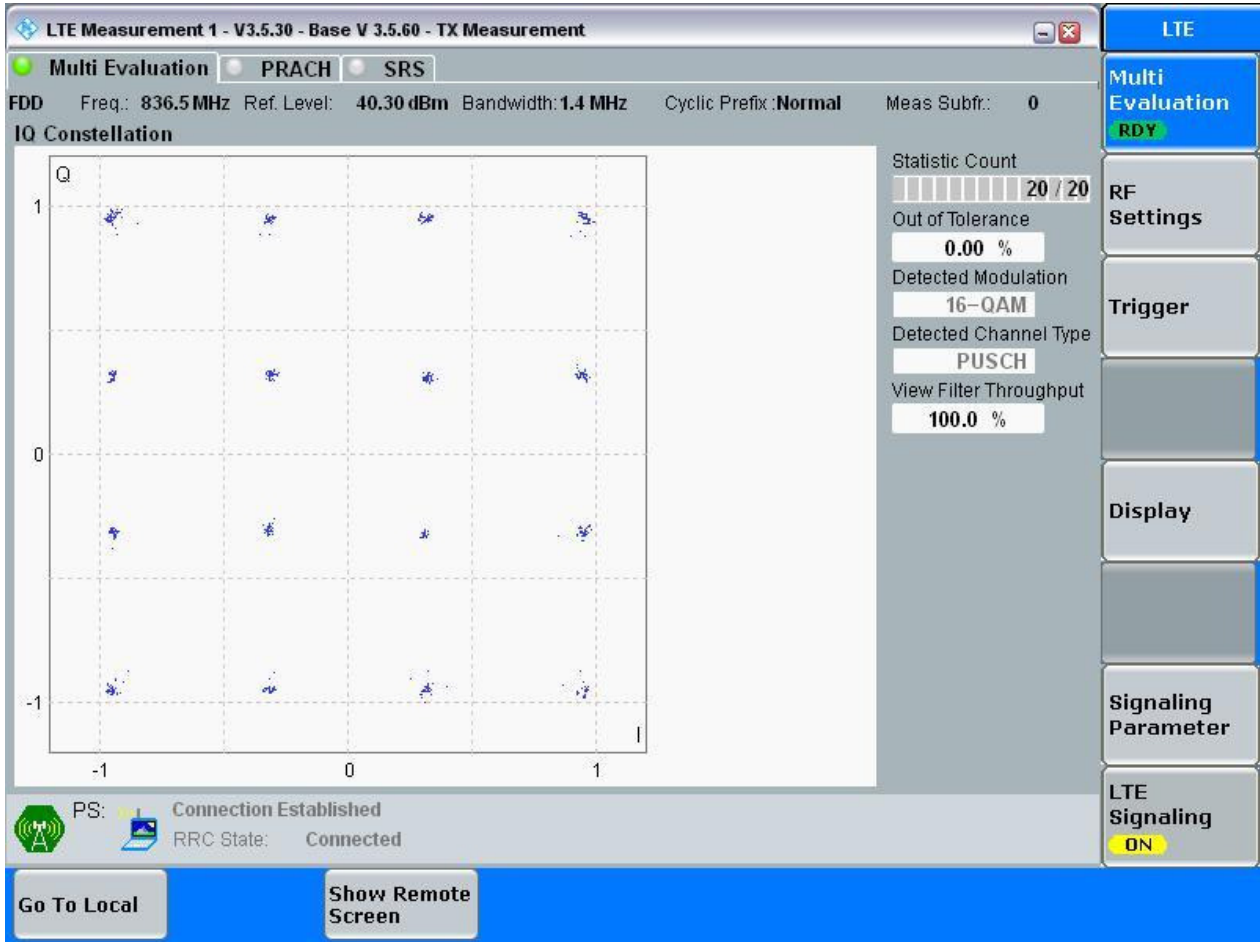 LTE Measurement 1 - V3.5.30 - Base V 3.5.60 - TX Measurement
Multi Evaluation PRACH SRS
FDD Freq.: 836.5 MHz Ref. Level: 40.30 dBm Bandwidth: 1.4 MHz Cyclic Prefix :Normal Meas Subfr.: 0
IQ Constellation
Q
1
0
-1
I
-1 0 1
Statistic Count
20 / 20
Out of Tolerance
0.00 %
Detected Modulation
16-QAM
Detected Channel Type
PUSCH
View Filter Throughput
100.0 %
PS: Connection Established
RRC State: Connected
LTE
Multi
Evaluation
RDY
RF
Settings
Trigger
Display
Signaling
Parameter
LTE
Signaling
ON
Go To Local
Show Remote
Screen